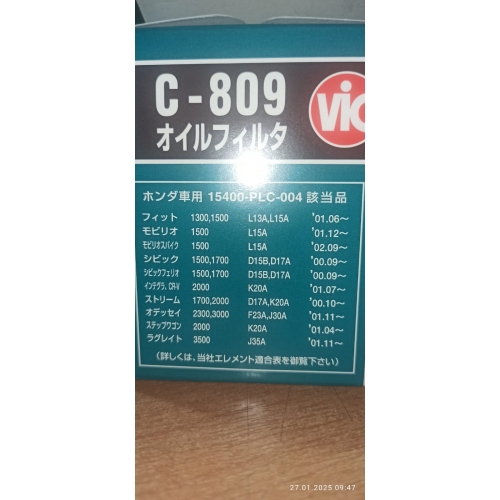 C-809
VIC
オイルフィルタ
ホンダ車用 15400-PLC-004 該当品
フィット 1300,1500 L13A,L15A '01.06～
モビリオ 1500 L15A '01.12～
モビリオスパイク 1500 L15A '02.09～
シビック 1500,1700 D15B,D17A '00.09～
シビックフェリオ 1500,1700 D15B,D17A '00.09～
インテグラ, CR-V 2000 K20A '01.07～
ストリーム 1700,2000 D17A,K20A '00.10～
オデッセイ 2300,3000 F23A,J30A '01.11～
ステップワゴン 2000 K20A '01.04～
ラグレイト 3500 J35A '01.11～
(詳しくは、当社エレメント適合表を御覧下さい)
27.01.2025 09:47